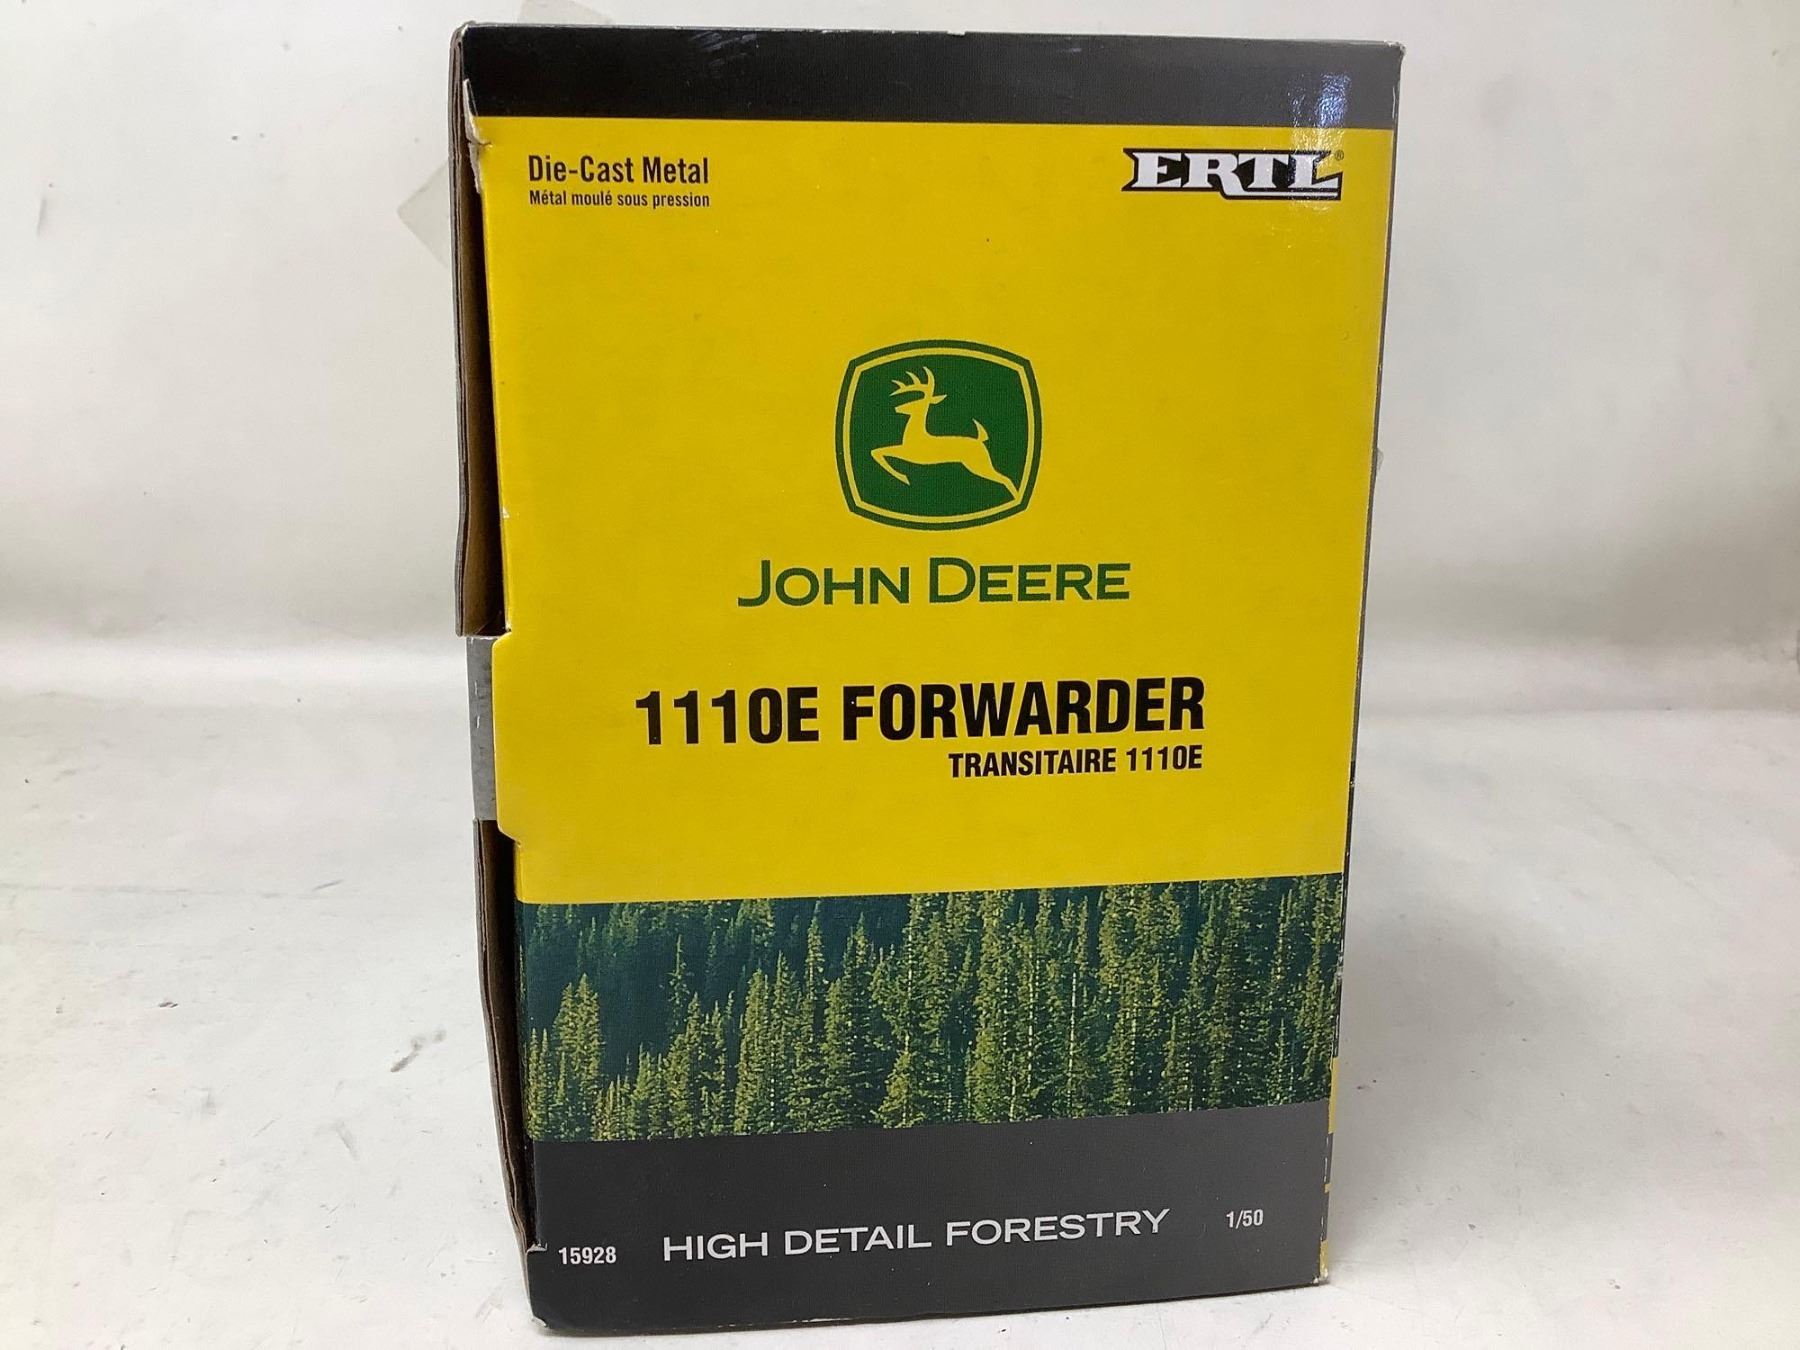 Die-Cast Metal
Métal moulé sous pression
ERTL®
JOHN DEERE
1110E FORWARDER
TRANSITAIRE 1110E
15928
HIGH DETAIL FORESTRY
1/50